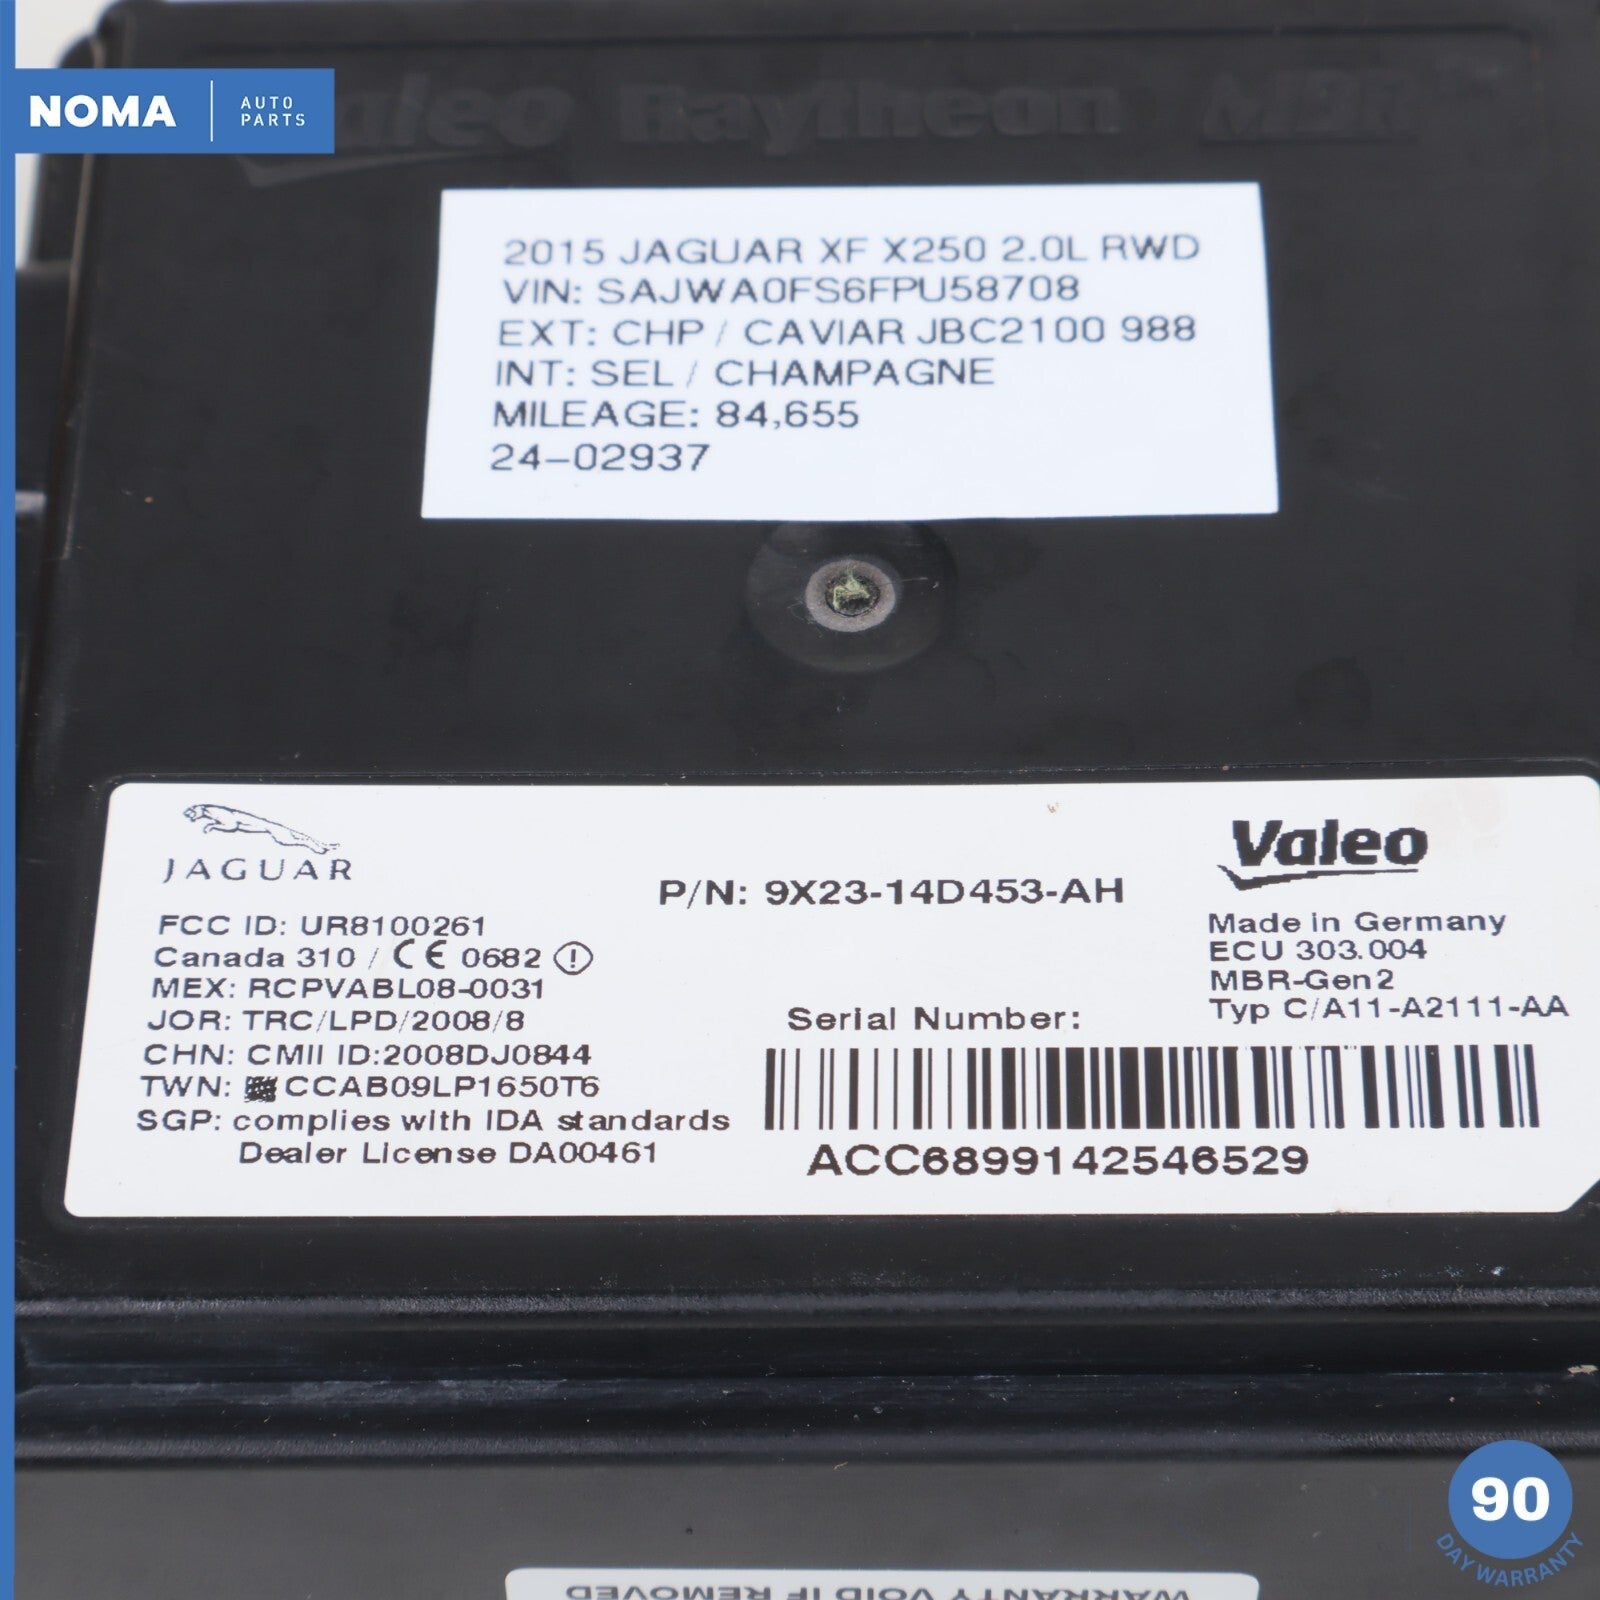 NOMA AUTO PARTS
Valeo Raytheon MBR
2015 JAGUAR XF X250 2.0L RWD
VIN: SAJWA0FS6FPU58708
EXT: CHP / CAVIAR JBC2100 988
INT: SEL / CHAMPAGNE
MILEAGE: 84,655
24-02937
JAGUAR
FCC ID: UR8100261
Canada 310 / CE 0682
MEX: RCPVABL08-0031
JOR: TRC/LPD/2008/8
CHN: CMII ID:2008DJ0844
TWN: CCAB09LP1650T6
SGP: complies with IDA standards
Dealer License DA00461
P/N: 9X23-14D453-AH
Serial Number:
ACC6899142546529
Valeo
Made in Germany
ECU 303.004
MBR-Gen2
Typ C/A11-A2111-AA
WARRANTY VOID IF REMOVED
90
DAY WARRANTY